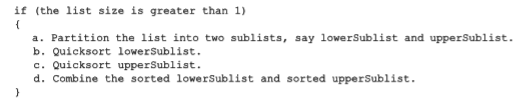 if (the list size is greater than 1)
{
a. Partition the list into two sublists, say lowerSublist and upperSublist.
b. Quicksort lowerSublist.
c. Quicksort upperSublist.
d. Combine the sorted lowerSublist and sorted upperSublist.
}